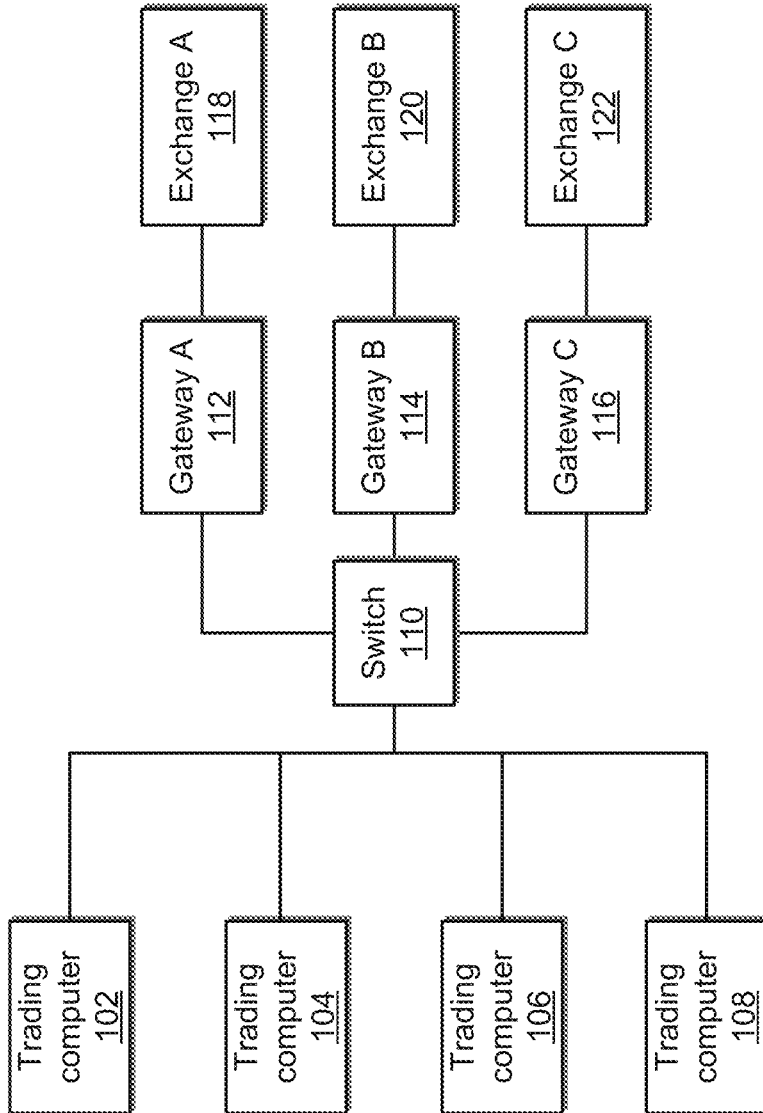 Trading
computer
102
Trading
computer
104
Trading
computer
106
Trading
computer
108
Switch
110
Gateway A
112
Gateway B
114
Gateway C
116
Exchange A
118
Exchange B
120
Exchange C
122